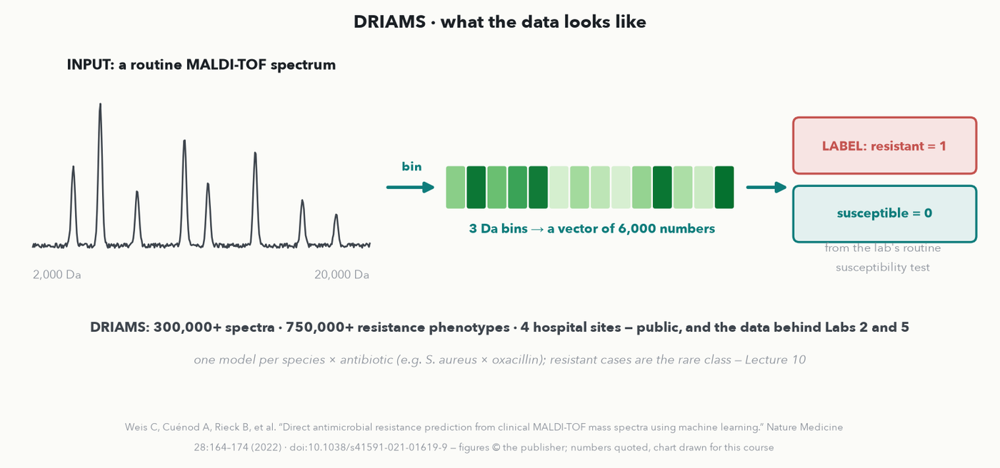 DRIAMS · what the data looks like
INPUT: a routine MALDI-TOF spectrum
2,000 Da
20,000 Da
bin
3 Da bins → a vector of 6,000 numbers
LABEL: resistant = 1
susceptible = 0
from the lab's routine
susceptibility test
DRIAMS: 300,000+ spectra · 750,000+ resistance phenotypes · 4 hospital sites — public, and the data behind Labs 2 and 5
one model per species × antibiotic (e.g. S. aureus × oxacillin); resistant cases are the rare class — Lecture 10
Weis C, Cuénod A, Rieck B, et al. “Direct antimicrobial resistance prediction from clinical MALDI-TOF mass spectra using machine learning.” Nature Medicine
28:164–174 (2022) · doi:10.1038/s41591-021-01619-9 — figures © the publisher; numbers quoted, chart drawn for this course